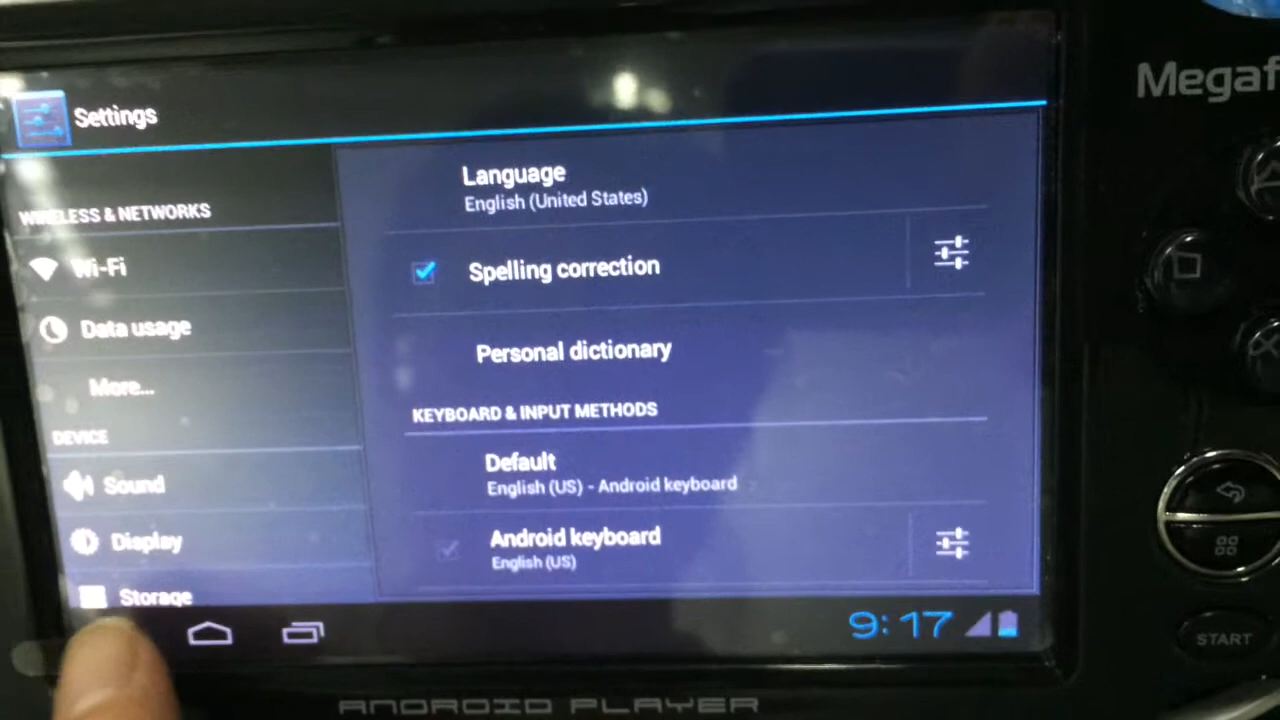 Settings
WIRELESS & NETWORKS
Wi-Fi
Data usage
More...
DEVICE
Sound
Display
Storage
Language
English (United States)
Spelling correction
Personal dictionary
KEYBOARD & INPUT METHODS
Default
English (US) - Android keyboard
Android keyboard
English (US)
9:17
Megaf
START
ANDROID PLAYER